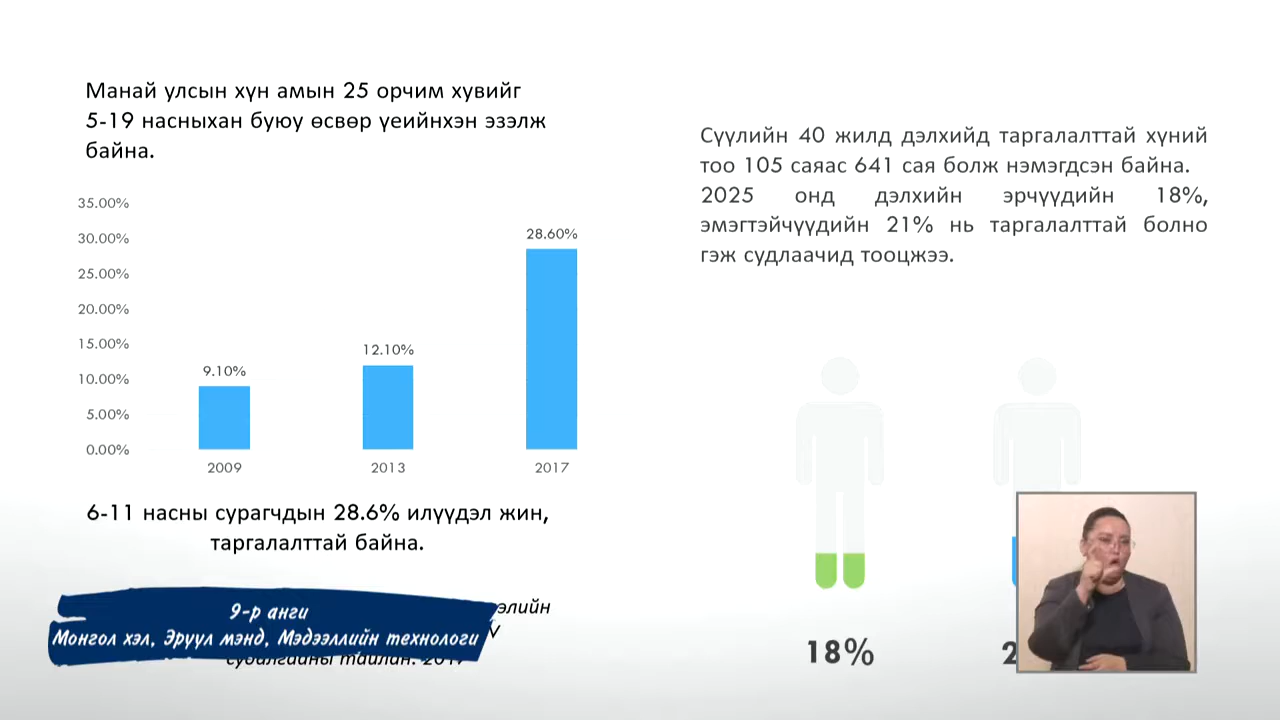 Манай улсын хүн амын 25 орчим хувийг
5-19 насныхан буюу өсвөр үеийнхэн эзэлж
байна.
35.00%
30.00%
25.00%
20.00%
15.00%
10.00%
5.00%
0.00%
9.10%
12.10%
28.60%
2009
2013
2017
6-11 насны сурагчдын 28.6% илүүдэл жин,
таргалалттай байна.
9-р анги
Монгол хэл, Эрүүл мэнд, Мэдээллийн технологи
Сүүлийн 40 жилд дэлхийд таргалалттай хүний
тоо 105 саяас 641 сая болж нэмэгдсэн байна.
2025 онд дэлхийн эрчүүдийн 18%,
эмэгтэйчүүдийн 21% нь таргалалттай болно
гэж судлаачид тооцжээ.
18%